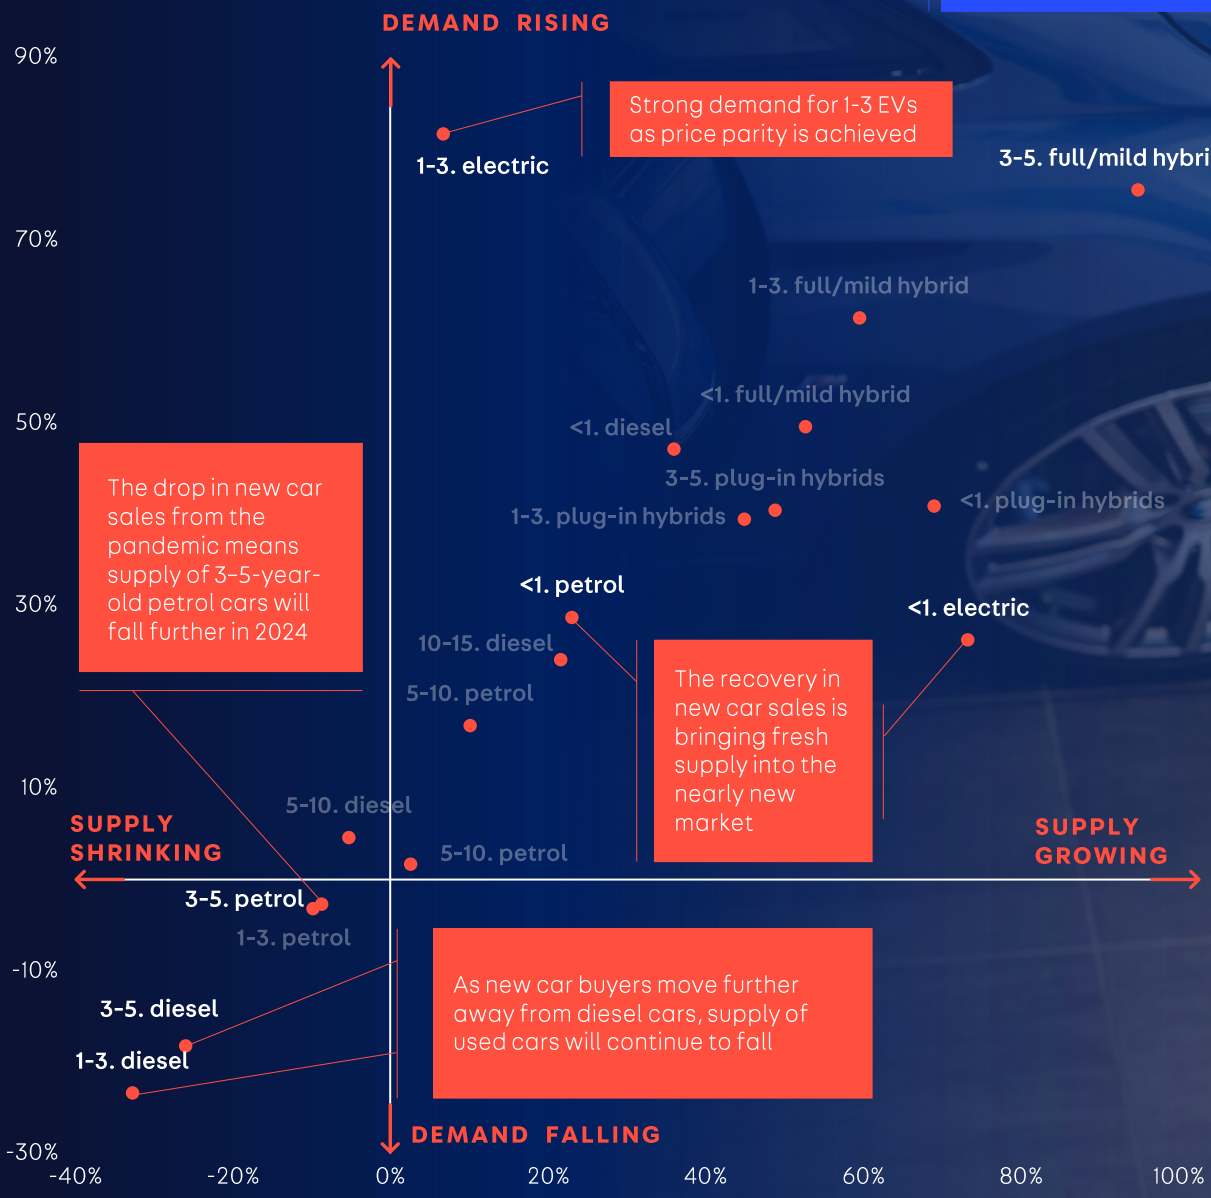 DEMAND RISING
90%
Strong demand for 1-3 EVs
as price parity is achieved
1-3. electric
3-5. full/mild hybri
70%
1-3. full/mild hybrid
<1. full/mild hybrid
50%
<1. diesel
3-5. plug-in hybrids
<1. plug-in hybrids
1-3. plug-in hybrids
The drop in new car
sales from the
pandemic means
supply of 3–5-year-
old petrol cars will
fall further in 2024
30%
<1. petrol
<1. electric
10-15. diesel
5-10. petrol
The recovery in
new car sales is
bringing fresh
supply into the
nearly new
market
10%
5-10. diesel
SUPPLY
SHRINKING
5-10. petrol
SUPPLY
GROWING
3-5. petrol
1-3. petrol
-10%
As new car buyers move further
away from diesel cars, supply of
used cars will continue to fall
3-5. diesel
1-3. diesel
DEMAND FALLING
-30%
-40% -20% 0% 20% 40% 60% 80% 100%